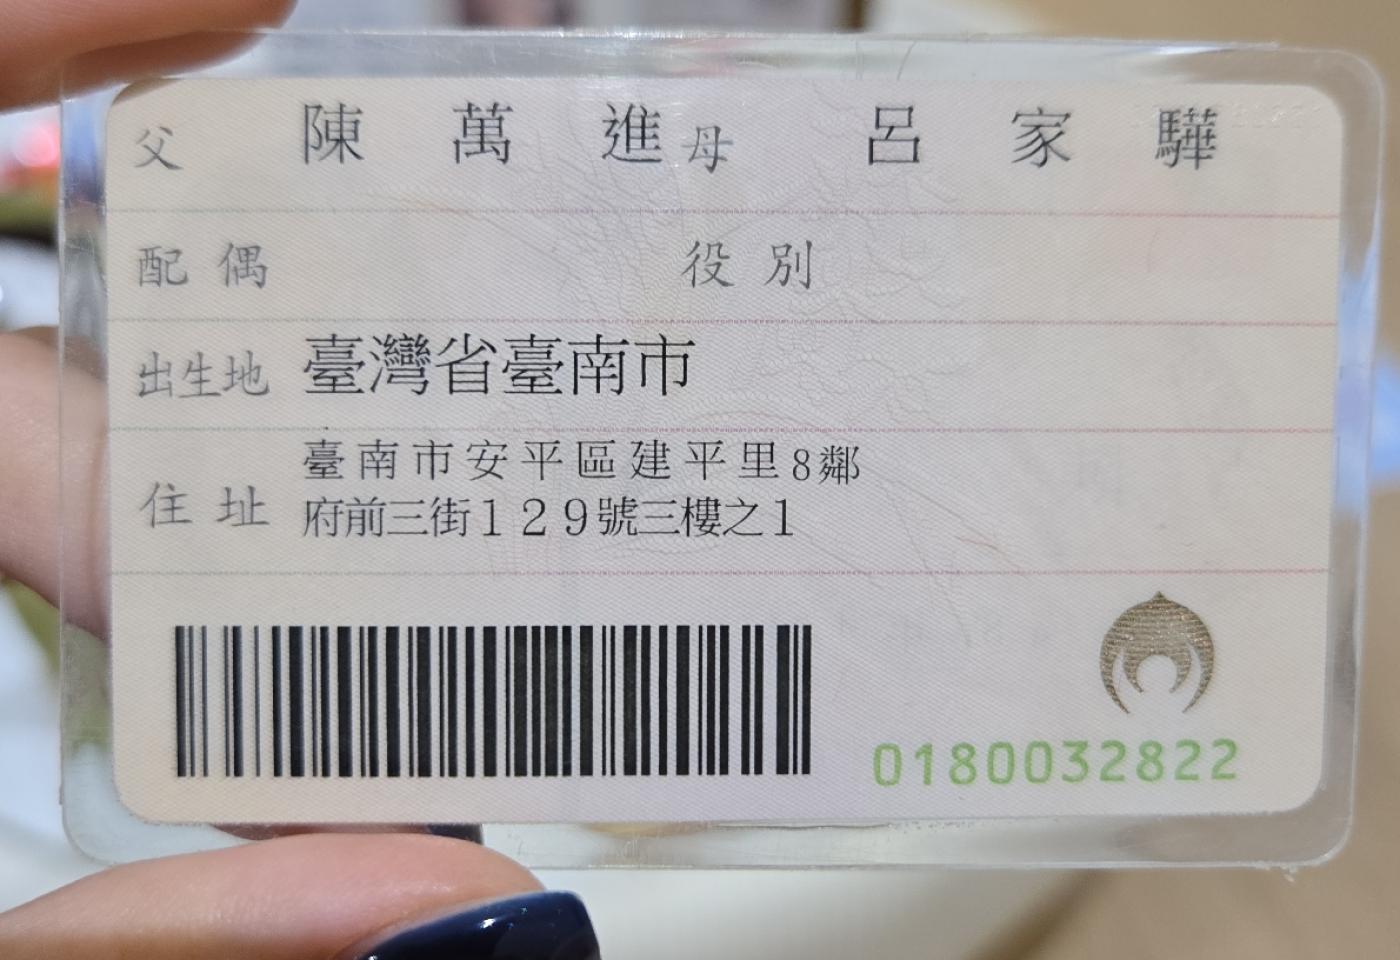 父 陳萬進 母 呂家驊
配偶 役別
出生地 臺灣省臺南市
住址 臺南市安平區建平里8鄰
府前三街129號三樓之1
0180032822